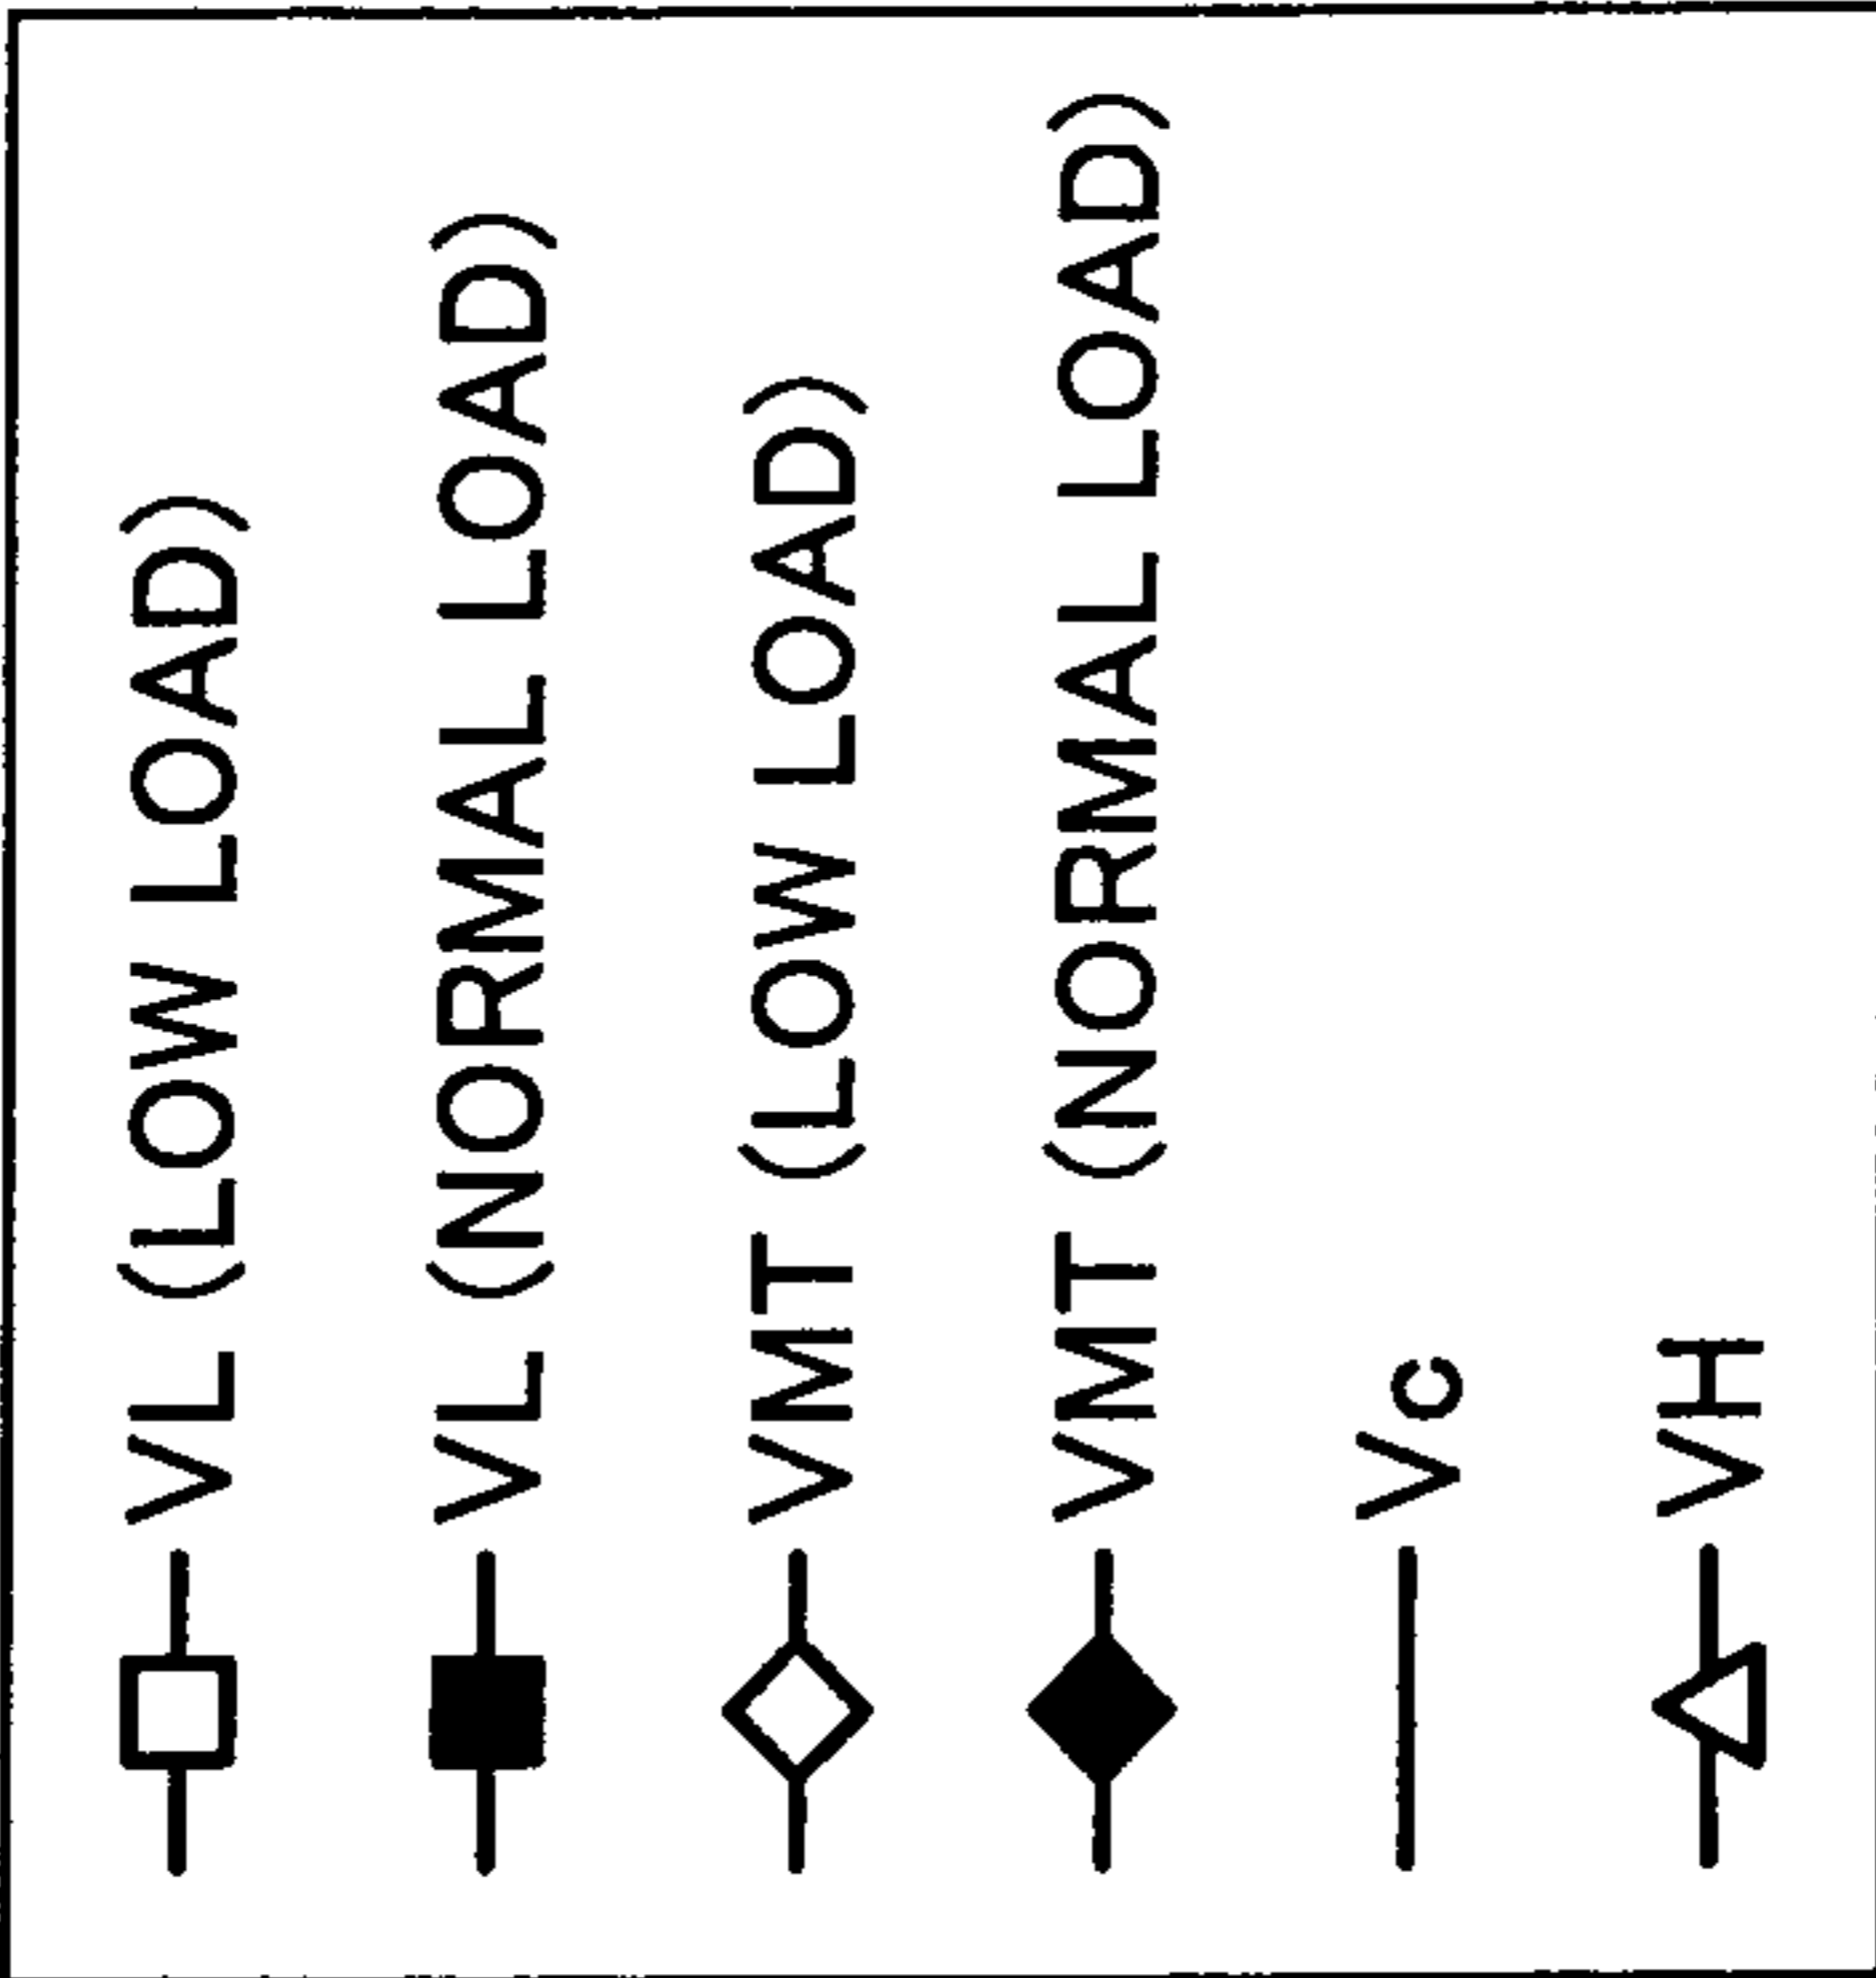 VL (LOW LOAD)
VL (NORMAL LOAD)
VMT (LOW LOAD)
VMT (NORMAL LOAD)
Vc
VH